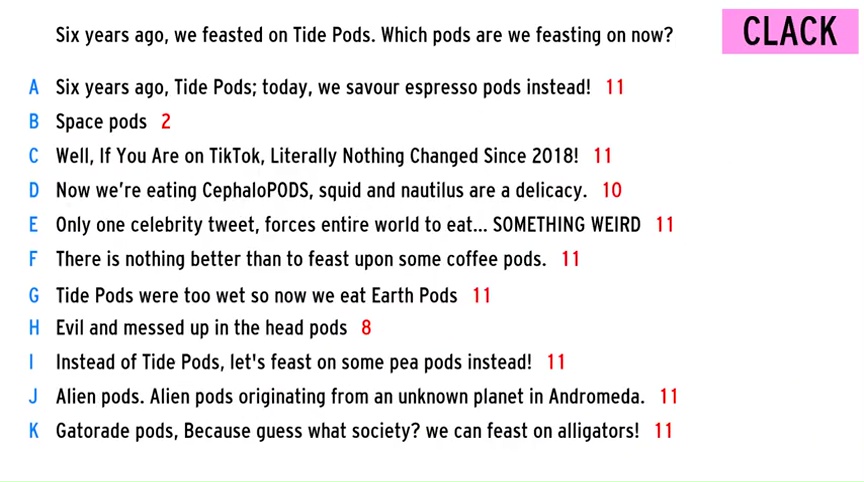 Six years ago, we feasted on Tide Pods. Which pods are we feasting on now?
CLACK
A Six years ago, Tide Pods; today, we savour espresso pods instead! 11
B Space pods 2
C Well, If You Are on TikTok, Literally Nothing Changed Since 2018! 11
D Now we're eating CephaloPODS, squid and nautilus are a delicacy. 10
E Only one celebrity tweet, forces entire world to eat... SOMETHING WEIRD 11
F There is nothing better than to feast upon some coffee pods. 11
G Tide Pods were too wet so now we eat Earth Pods 11
H Evil and messed up in the head pods 8
I Instead of Tide Pods, let's feast on some pea pods instead! 11
J Alien pods. Alien pods originating from an unknown planet in Andromeda. 11
K Gatorade pods, Because guess what society? we can feast on alligators! 11